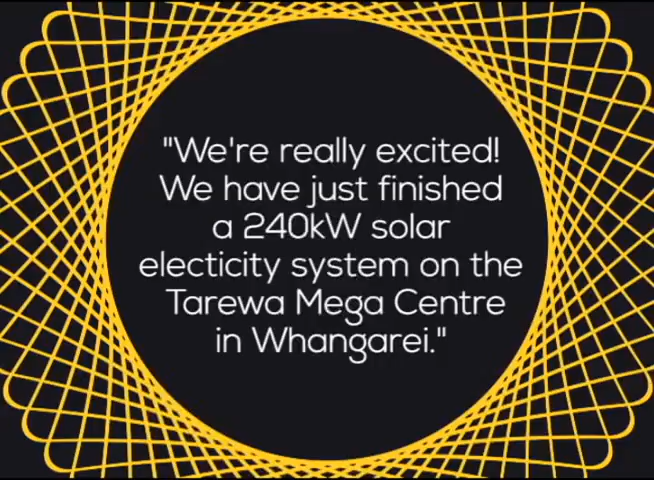 "We're really excited!
We have just finished
a 240kW solar
electicity system on the
Tarewa Mega Centre
in Whangarei."